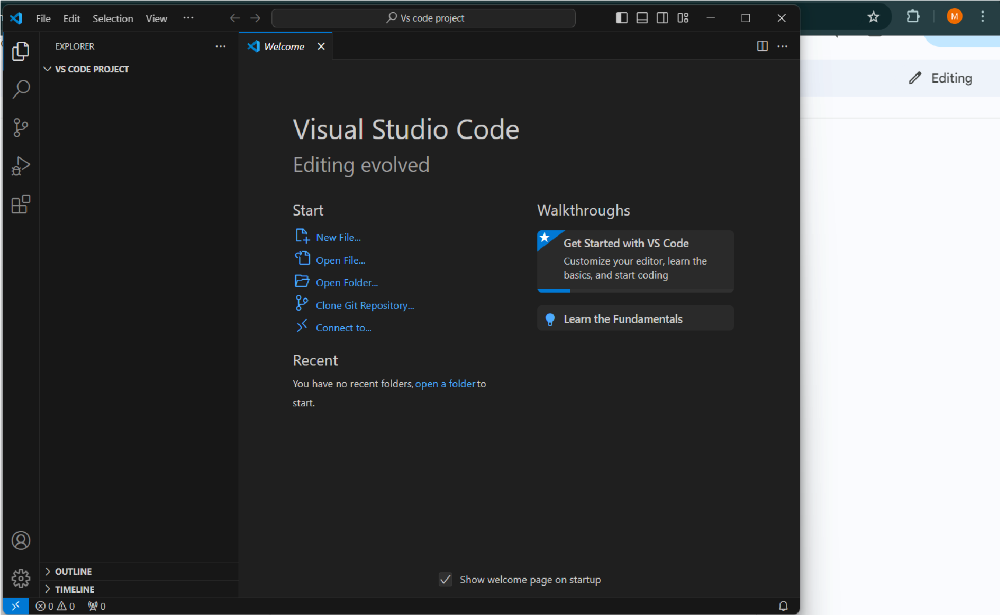 File Edit Selection View ···
Vs code project
M
EXPLORER ···
Welcome
···
Editing
VS CODE PROJECT
Visual Studio Code
Editing evolved
Start
New File...
Open File...
Open Folder...
Clone Git Repository...
Connect to...
Recent
You have no recent folders, open a folder to
start.
Walkthroughs
Get Started with VS Code
Customize your editor, learn the
basics, and start coding
Learn the Fundamentals
Show welcome page on startup
OUTLINE
TIMELINE
0 0 0